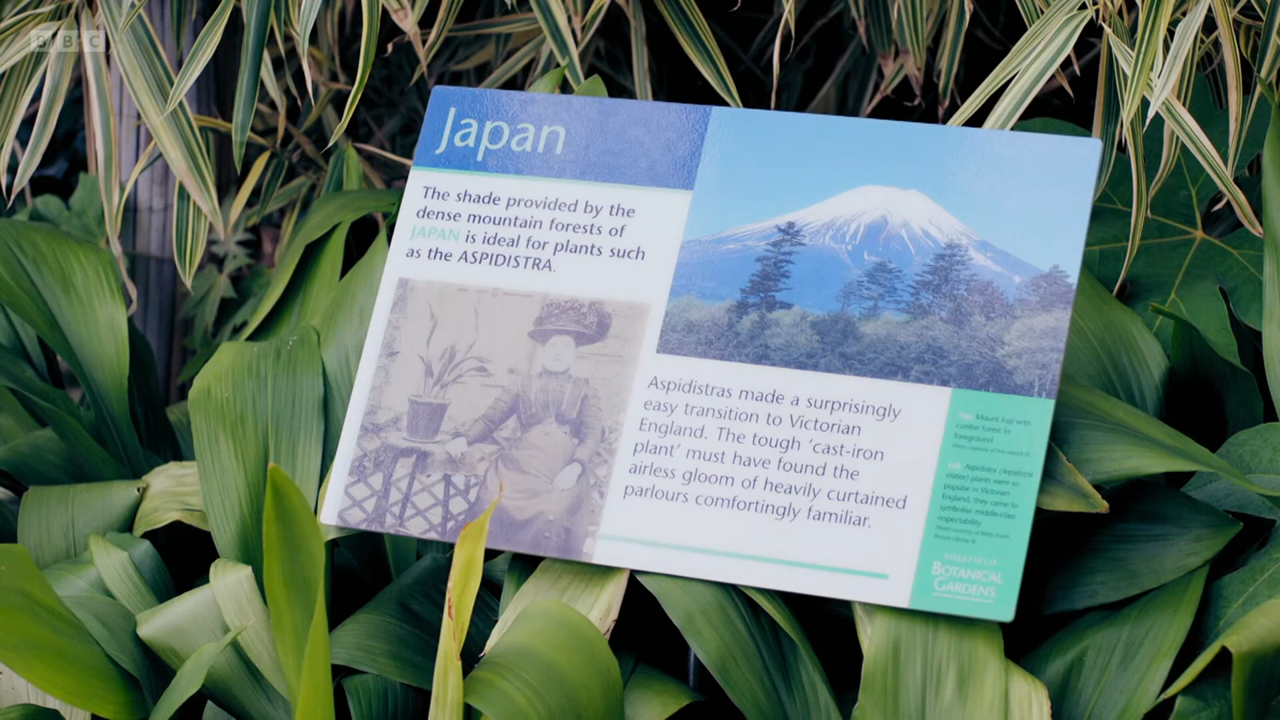 BBC
Japan
The shade provided by the
dense mountain forests of
JAPAN is ideal for plants such
as the ASPIDISTRA.
Aspidistras made a surprisingly
easy transition to Victorian
England. The tough ‘cast-iron
plant’ must have found the
airless gloom of heavily curtained
parlours comfortingly familiar.
Mount Fuji with
conifer forest in
foreground
Aspidistra (Aspidistra
elatior) plants were so
popular in Victorian
England, they came to
symbolise middle-class
respectability
SHEFFIELD
BOTANICAL
GARDENS